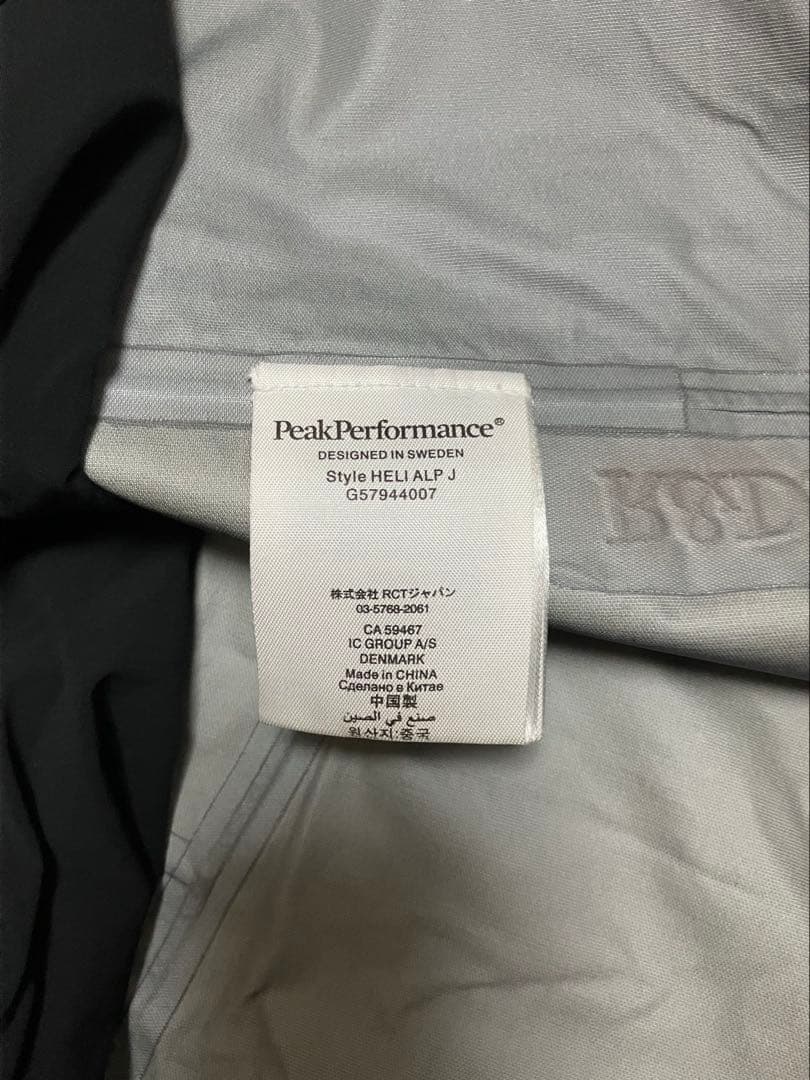 PeakPerformance®
DESIGNED IN SWEDEN
Style HELI ALP J
G57944007
R&D
株式会社 RCTジャパン
03-5768-2061
CA 59467
IC GROUP A/S
DENMARK
Made in CHINA
Сделано в Китае
中国製
صنع في الصين
원산지:중국